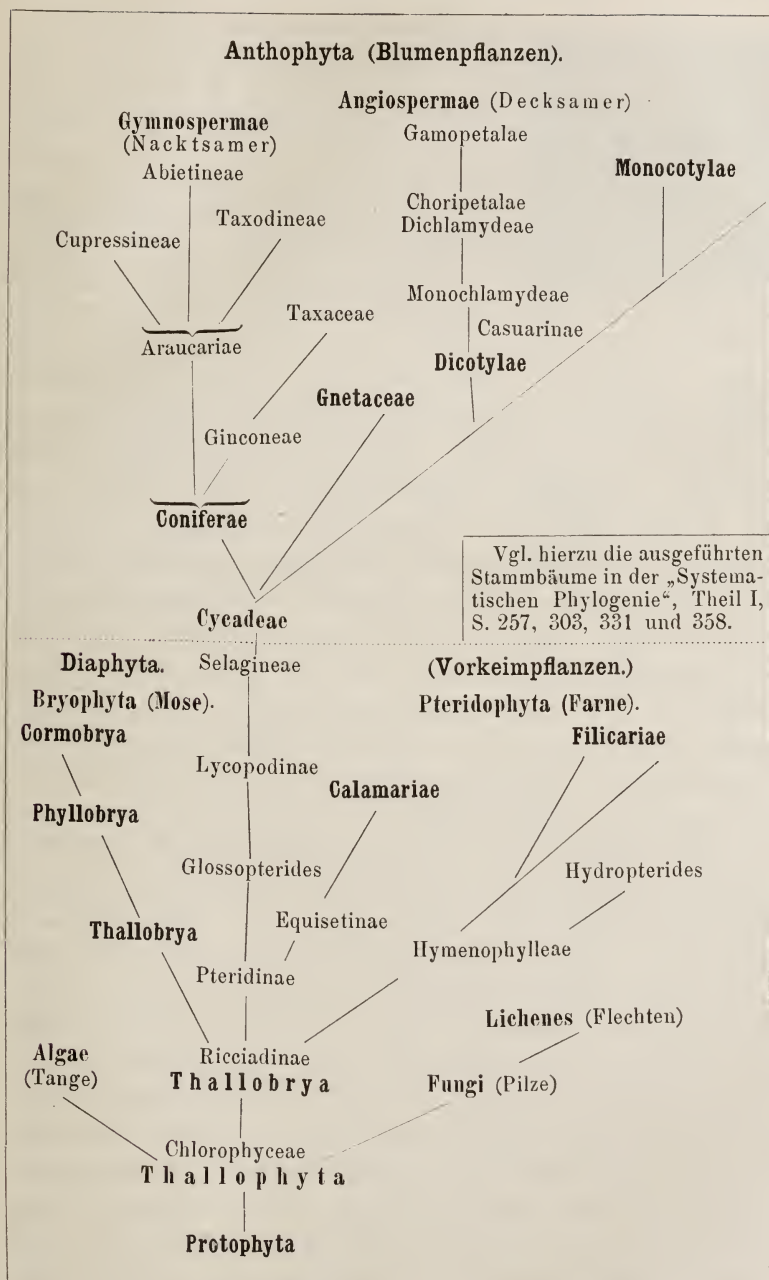 Anthophyta (Blumenpflanzen).
Angiospermae (Decksamer)
Gymnospermae
(Nacktsamer)
Gamopetalae
Abietineae
Monocotylae
Choripetalae
Taxodineae
Dichlamydeae
Cupressineae
Monochlamydeae
Taxaceae
Casuarinae
Araucariae
Dicotylae
Gnetaceae
Ginconeae
Coniferae
Vgl. hierzu die ausgeführten
Stammbäume in der „Systema-
tischen Phylogenie“, Theil I,
S. 257, 303, 331 und 358.
Cycadeae
Diaphyta. Selagineae (Vorkeimpflanzen.)
Bryophyta (Mose). Pteridophyta (Farne).
Cormobrya
Filicariae
Lycopodinae
Calamariae
Phyllobrya
Glossopterides
Hydropterides
Equisetinae
Thallobrya
Hymenophylleae
Pteridinae
Lichenes (Flechten)
Algae
(Tange)
Ricciadinae
Thallobrya
Fungi (Pilze)
Chlorophyceae
Thallophyta
Protophyta